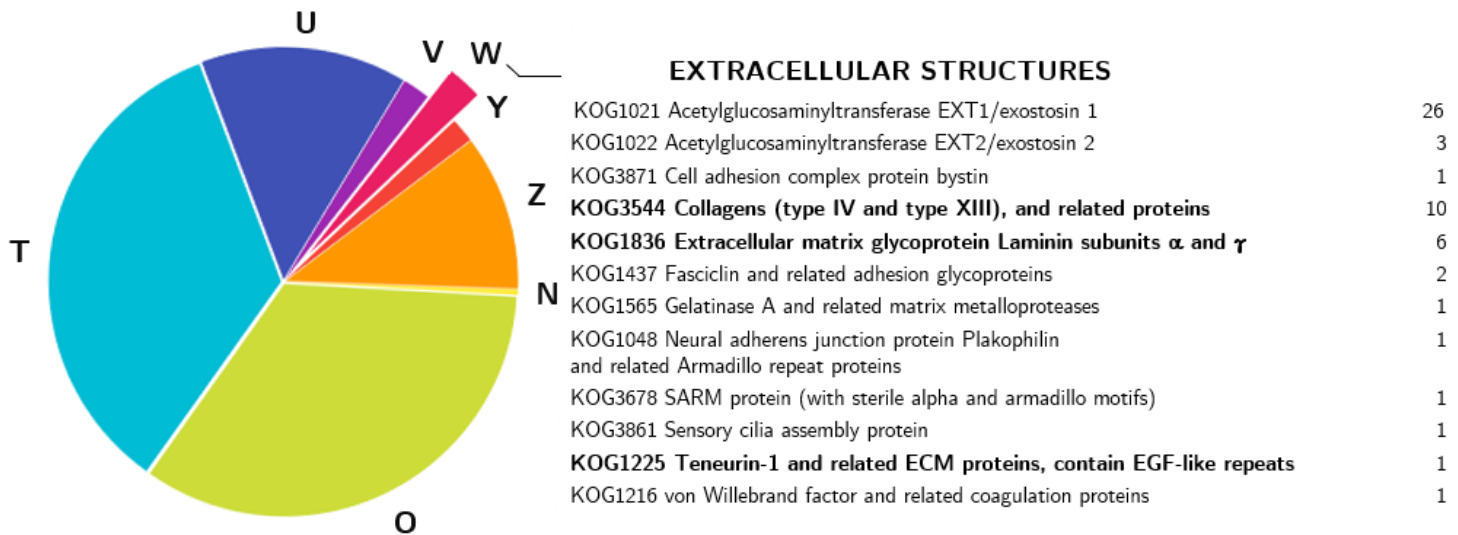 U
V
W
Y
Z
T
N
O
EXTRACELLULAR STRUCTURES
KOG1021 Acetylglucosaminyltransferase EXT1/exostosin 1 26
KOG1022 Acetylglucosaminyltransferase EXT2/exostosin 2 3
KOG3871 Cell adhesion complex protein bystin 1
KOG3544 Collagens (type IV and type XIII), and related proteins 10
KOG1836 Extracellular matrix glycoprotein Laminin subunits α and γ 6
KOG1437 Fasciclin and related adhesion glycoproteins 2
KOG1565 Gelatinase A and related matrix metalloproteases 1
KOG1048 Neural adherens junction protein Plakophilin 1
and related Armadillo repeat proteins
KOG3678 SARM protein (with sterile alpha and armadillo motifs) 1
KOG3861 Sensory cilia assembly protein 1
KOG1225 Teneurin-1 and related ECM proteins, contain EGF-like repeats 1
KOG1216 von Willebrand factor and related coagulation proteins 1